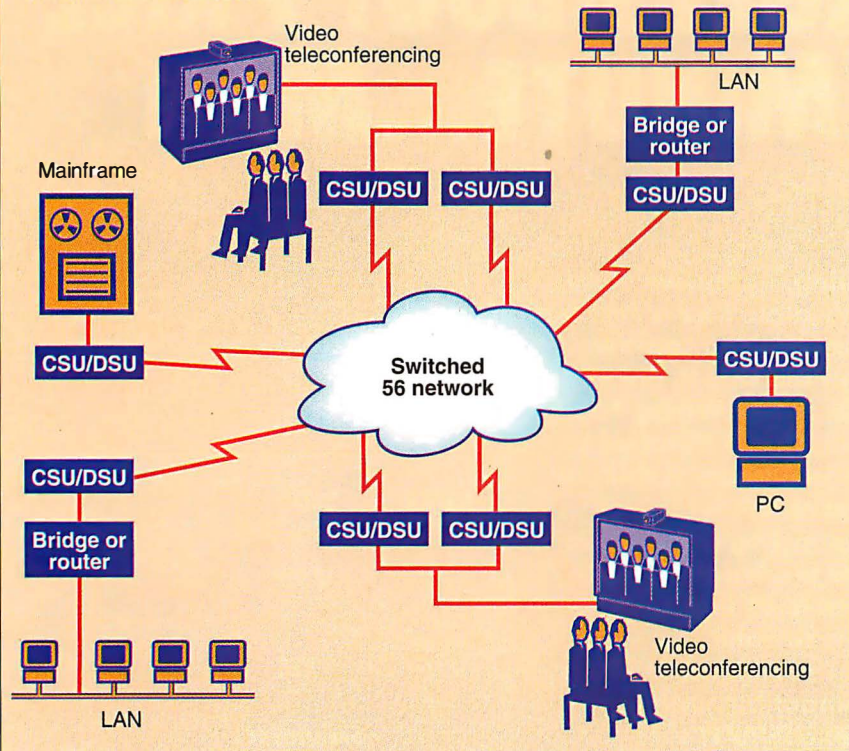 Video
teleconferencing
LAN
Bridge or
router
Mainframe
CSU/DSU
CSU/DSU
CSU/DSU
Switched
56 network
CSU/DSU
CSU/DSU
PC
CSU/DSU
Bridge or
router
CSU/DSU
CSU/DSU
Video
teleconferencing
LAN